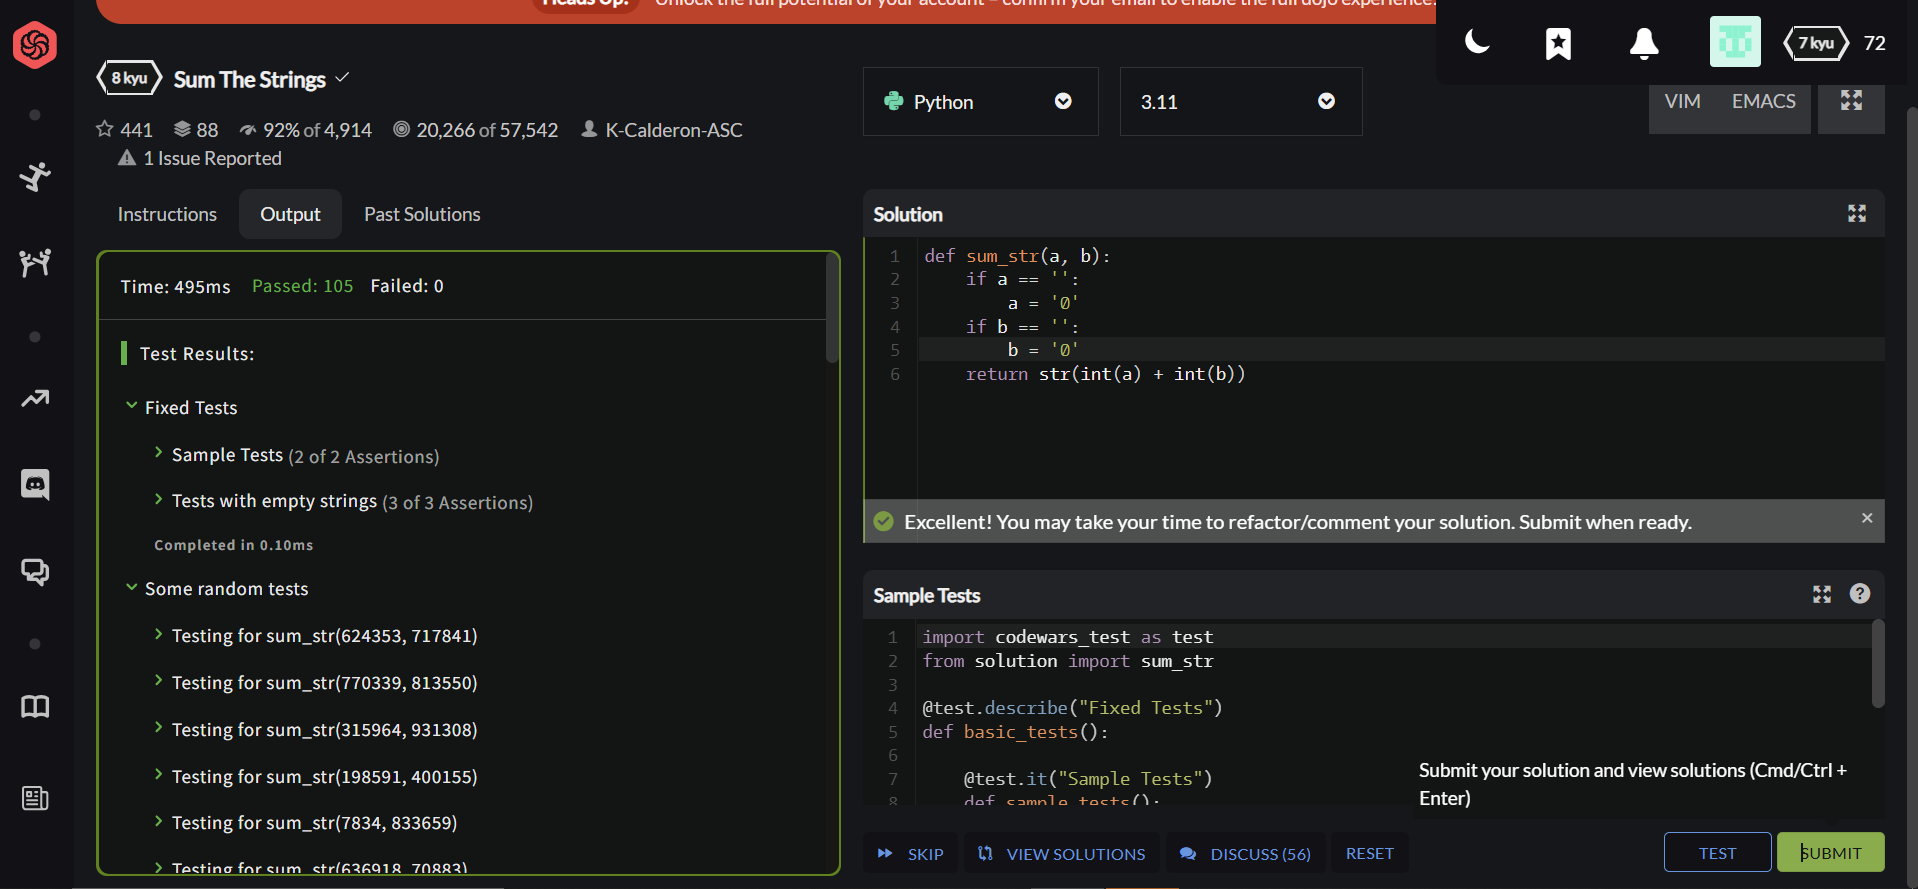 Heads Up! Unlock the full potential of your account – confirm your email to enable the full dojo experience.
7 kyu 72
8 kyu Sum The Strings
441 88 92% of 4,914 20,266 of 57,542 K-Calderon-ASC
1 Issue Reported
Python
3.11
VIM EMACS
Instructions Output Past Solutions
Time: 495ms Passed: 105 Failed: 0
Test Results:
Fixed Tests
Sample Tests (2 of 2 Assertions)
Tests with empty strings (3 of 3 Assertions)
Completed in 0.10ms
Some random tests
Testing for sum_str(624353, 717841)
Testing for sum_str(770339, 813550)
Testing for sum_str(315964, 931308)
Testing for sum_str(198591, 400155)
Testing for sum_str(7834, 833659)
Testing for sum_str(636918, 70883)
Solution
1 def sum_str(a, b):
2 if a == '':
3 a = '0'
4 if b == '':
5 b = '0'
6 return str(int(a) + int(b))
Excellent! You may take your time to refactor/comment your solution. Submit when ready.
Sample Tests
1 import codewars_test as test
2 from solution import sum_str
3
4 @test.describe("Fixed Tests")
5 def basic_tests():
6
7 @test.it("Sample Tests")
8 def sample_tests():
Submit your solution and view solutions (Cmd/Ctrl +
Enter)
SKIP VIEW SOLUTIONS DISCUSS (56) RESET TEST SUBMIT